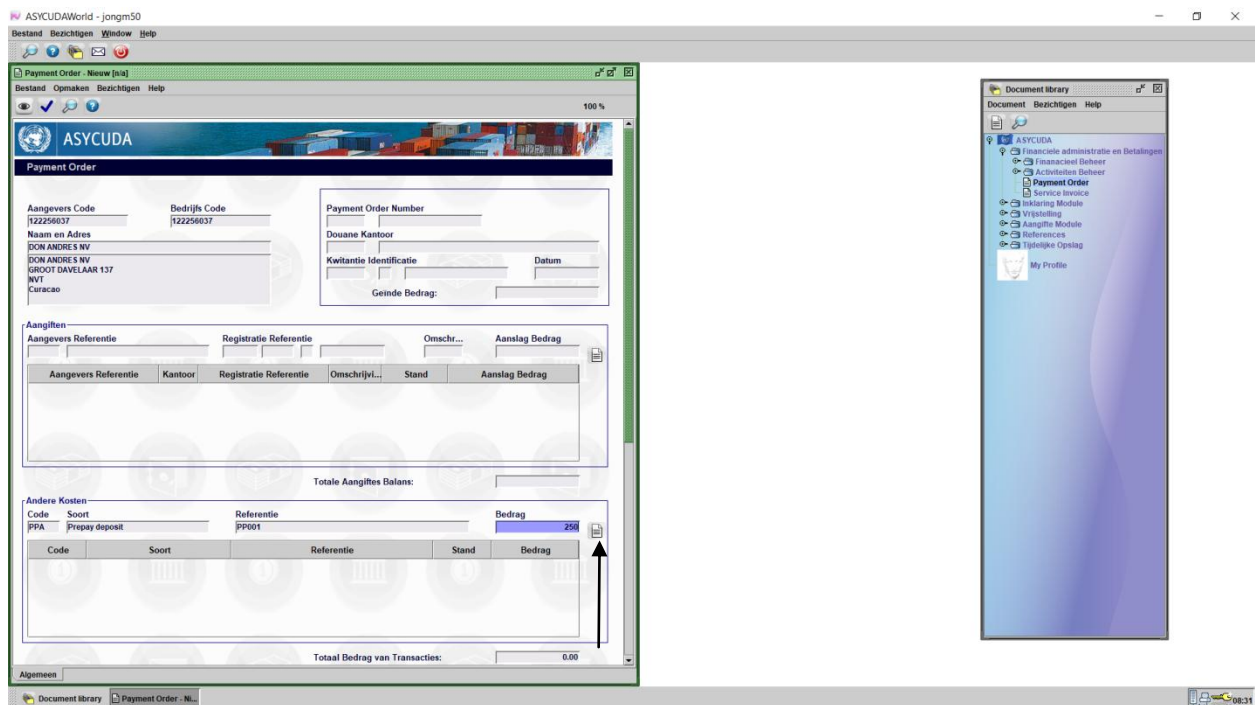 ASYCUDAWorld - jongm50
Bestand Bezichtigen Window Help
Payment Order - Nieuw [n/a]
Bestand Opmaken Bezichtigen Help
100 %
ASYCUDA
Payment Order
Aangevers Code Bedrijfs Code Payment Order Number
122256037 122256037
Naam en Adres Douane Kantoor
DON ANDRES NV
DON ANDRES NV Kwitantie Identificatie Datum
GROOT DAVELAAR 137
NVT
Curacao Geïnde Bedrag:
Aangiften
Aangevers Referentie Registratie Referentie Omschr... Aanslag Bedrag
Aangevers Referentie Kantoor Registratie Referentie Omschrijvi... Stand Aanslag Bedrag
Totale Aangiftes Balans:
Andere Kosten
Code Soort Referentie Bedrag
PPA Prepay deposit PP001 250
Code Soort Referentie Stand Bedrag
Totaal Bedrag van Transacties: 0.00
Algemeen
Document library
Document Bezichtigen Help
ASYCUDA
Financiele administratie en Betalingen
Finanacieel Beheer
Activiteiten Beheer
Payment Order
Service Invoice
Inklaring Module
Vrijstelling
Aangifte Module
References
Tijdelijke Opslag
My Profile
Document library Payment Order - Ni... 08:31